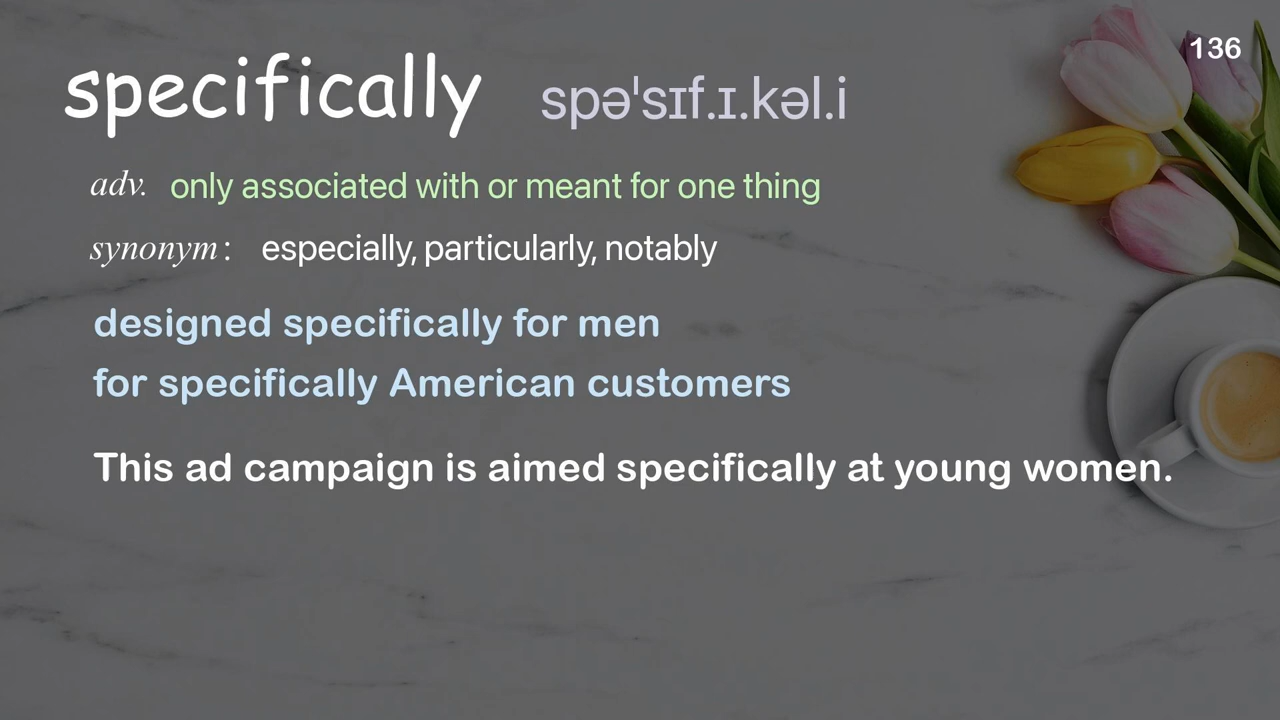 136
specifically spəˈsɪf.ɪ.kəl.i
adv. only associated with or meant for one thing
synonym: especially, particularly, notably
designed specifically for men
for specifically American customers
This ad campaign is aimed specifically at young women.